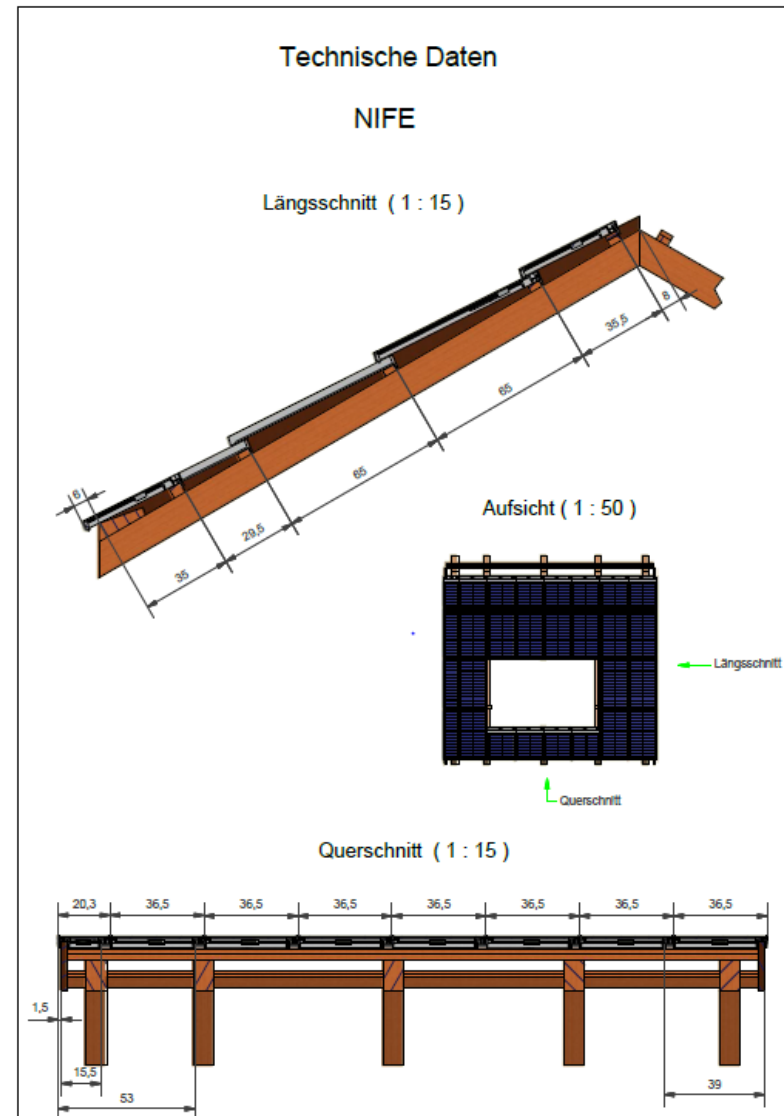 Technische Daten
NIFE
Längsschnitt ( 1 : 15 )
8
35,5
65
65
6
29,5
35
Aufsicht ( 1 : 50 )
Längsschnitt
Querschnitt
Querschnitt ( 1 : 15 )
20,3 36,5 36,5 36,5 36,5 36,5 36,5 36,5
1,5
15,5
39
53